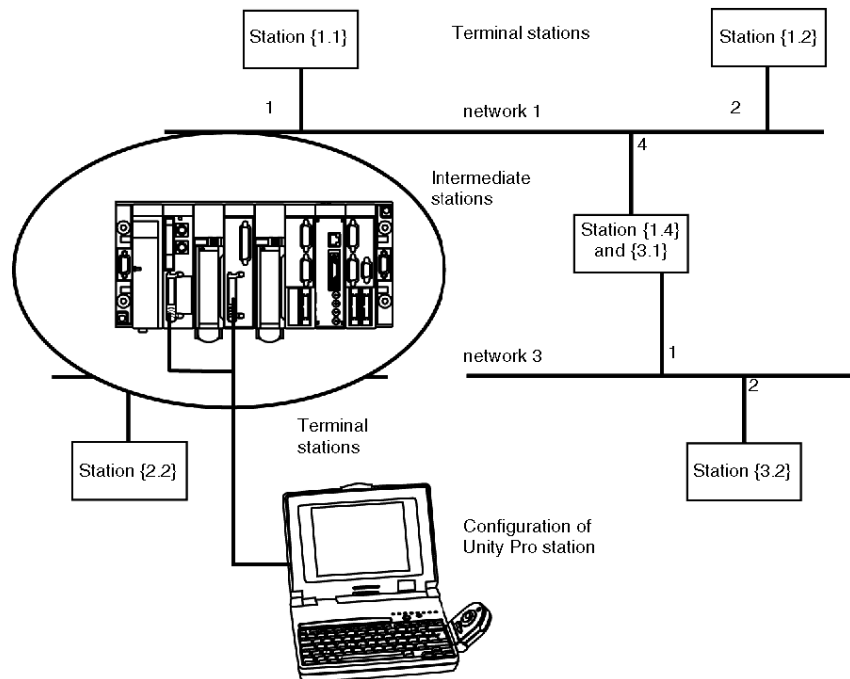 Station {1.1}
Terminal stations
Station {1.2}
1
network 1
2
4
Intermediate
stations
Station {1.4}
and {3.1}
network 3
1
2
Terminal
stations
Station {2.2}
Station {3.2}
Configuration of
Unity Pro station